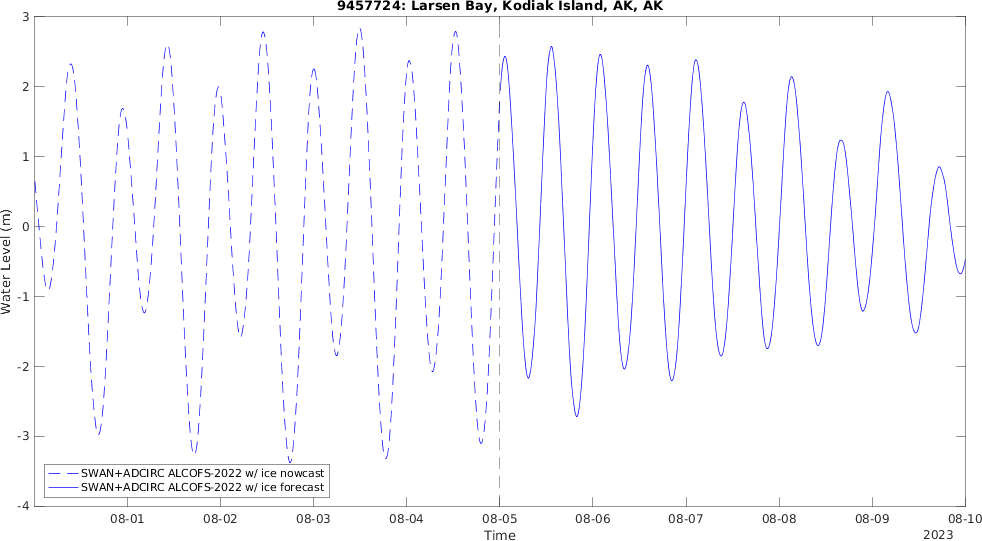 9457724: Larsen Bay, Kodiak Island, AK, AK
3
2
1
0
-1
-2
-3
-4
Water Level (m)
SWAN+ADCIRC ALCOFS-2022 w/ ice nowcast
SWAN+ADCIRC ALCOFS-2022 w/ ice forecast
08-01 08-02 08-03 08-04 08-05 08-06 08-07 08-08 08-09 08-10
Time
2023